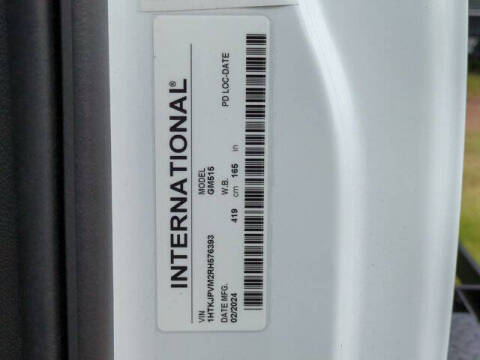 INTERNATIONAL®
VIN MODEL
1HTKJPVM2RH576393 GM515
DATE MFG. W.B. PD LOC-DATE
02/2024 419 cm 165 in